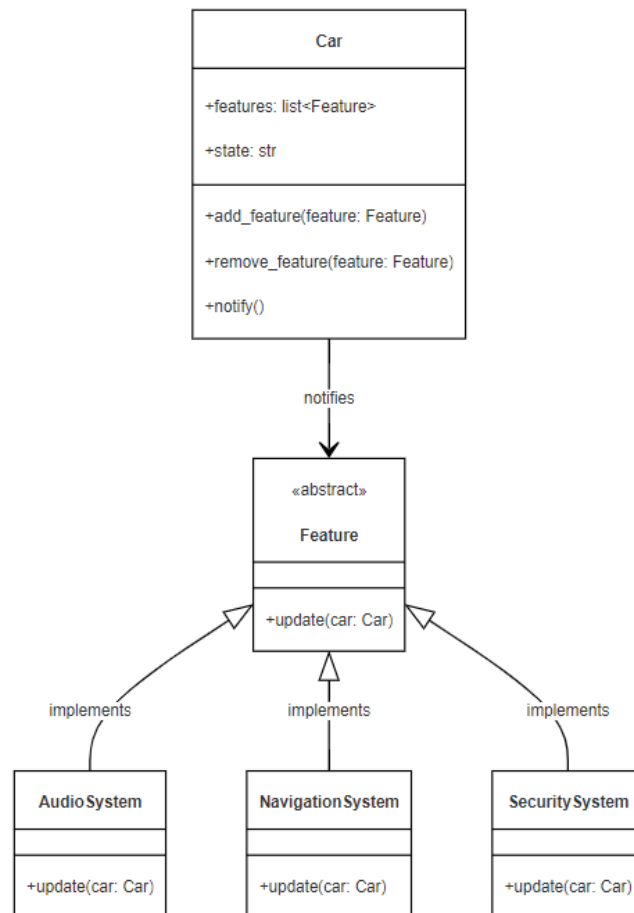 Car
+features: list<Feature>
+state: str
+add_feature(feature: Feature)
+remove_feature(feature: Feature)
+notify()
notifies
«abstract»
Feature
+update(car: Car)
implements
implements
implements
AudioSystem
NavigationSystem
SecuritySystem
+update(car: Car)
+update(car: Car)
+update(car: Car)